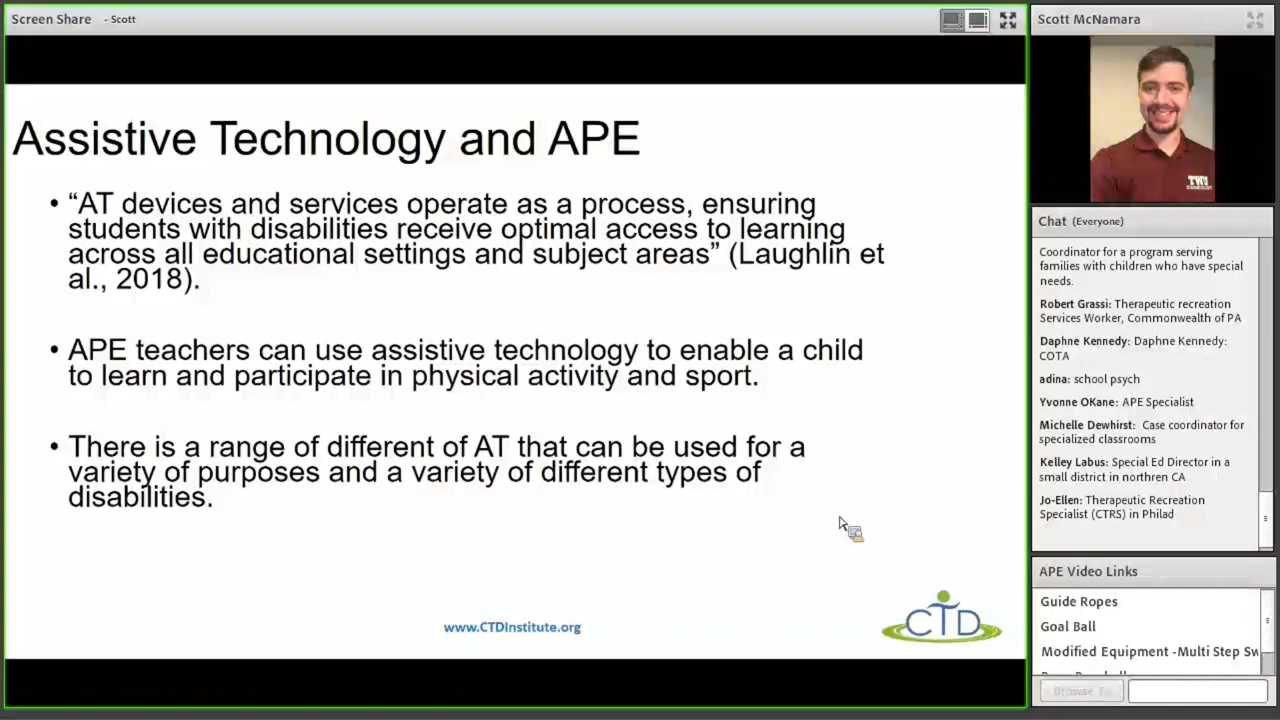 Screen Share - Scott
Assistive Technology and APE
• “AT devices and services operate as a process, ensuring
students with disabilities receive optimal access to learning
across all educational settings and subject areas” (Laughlin et
al., 2018).
• APE teachers can use assistive technology to enable a child
to learn and participate in physical activity and sport.
• There is a range of different of AT that can be used for a
variety of purposes and a variety of different types of
disabilities.
www.CTDInstitute.org
CTD
Scott McNamara
TWU
Chat (Everyone)
Coordinator for a program serving
families with children who have special
needs.
Robert Grassi: Therapeutic recreation
Services Worker, Commonwealth of PA
Daphne Kennedy: Daphne Kennedy:
COTA
adina: school psych
Yvonne OKane: APE Specialist
Michelle Dewhirst: Case coordinator for
specialized classrooms
Kelley Labus: Special Ed Director in a
small district in northren CA
Jo-Ellen: Therapeutic Recreation
Specialist (CTRS) in Philad
APE Video Links
Guide Ropes
Goal Ball
Modified Equipment -Multi Step Sw
Browse To